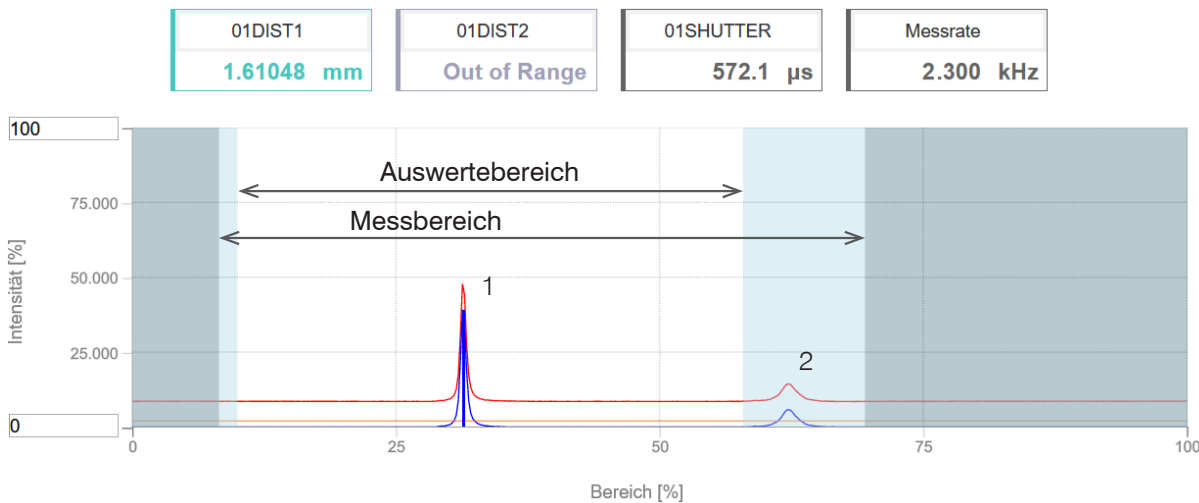 01DIST1
1.61048 mm
01DIST2
Out of Range
01SHUTTER
572.1 µs
Messrate
2.300 kHz
100
75.000
50.000
25.000
0
Intensität [%]
Auswertebereich
Messbereich
1
2
0
25
50
75
100
Bereich [%]